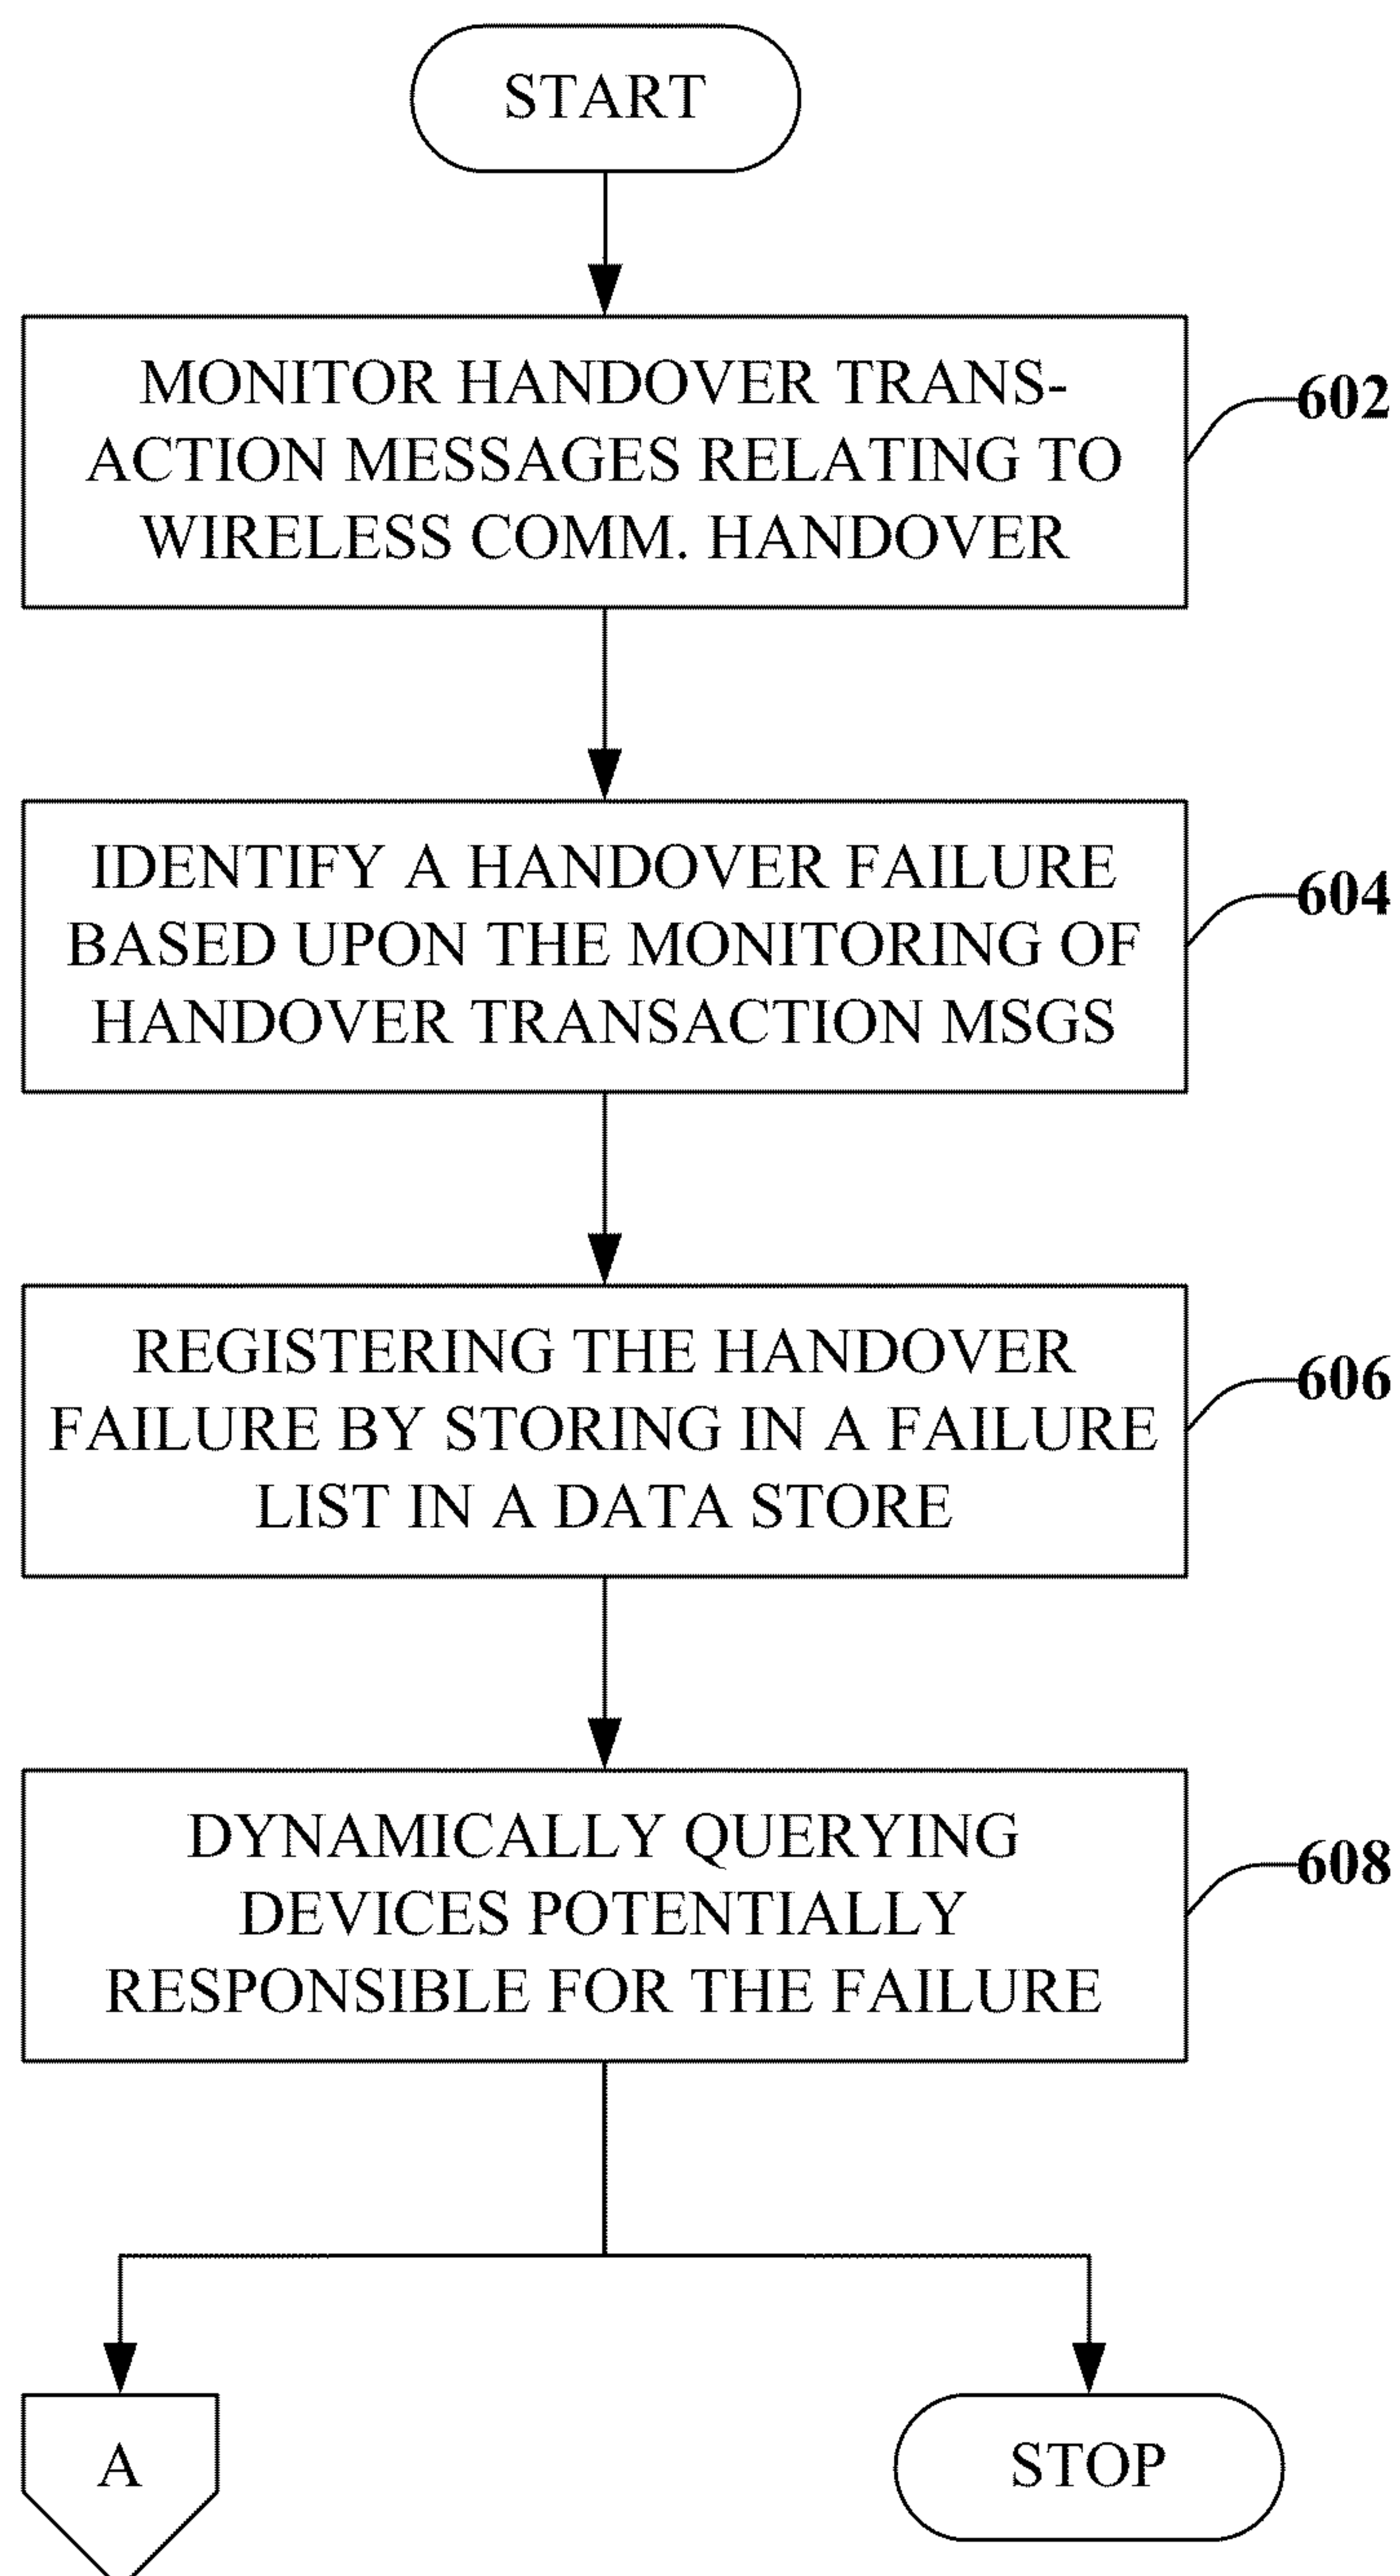 START
MONITOR HANDOVER TRANS-
ACTION MESSAGES RELATING TO
WIRELESS COMM. HANDOVER
602
IDENTIFY A HANDOVER FAILURE
BASED UPON THE MONITORING OF
HANDOVER TRANSACTION MSGS
604
REGISTERING THE HANDOVER
FAILURE BY STORING IN A FAILURE
LIST IN A DATA STORE
606
DYNAMICALLY QUERYING
DEVICES POTENTIALLY
RESPONSIBLE FOR THE FAILURE
608
A
STOP